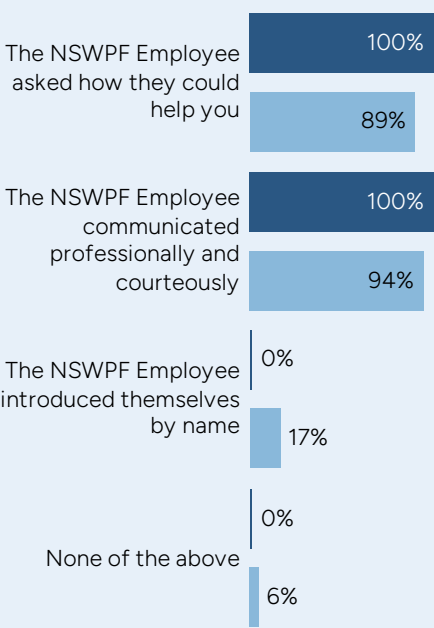 The NSWPF Employee
asked how they could
help you
100%
89%
The NSWPF Employee
communicated
professionally and
courteously
100%
94%
The NSWPF Employee
introduced themselves
by name
0%
17%
None of the above
0%
6%